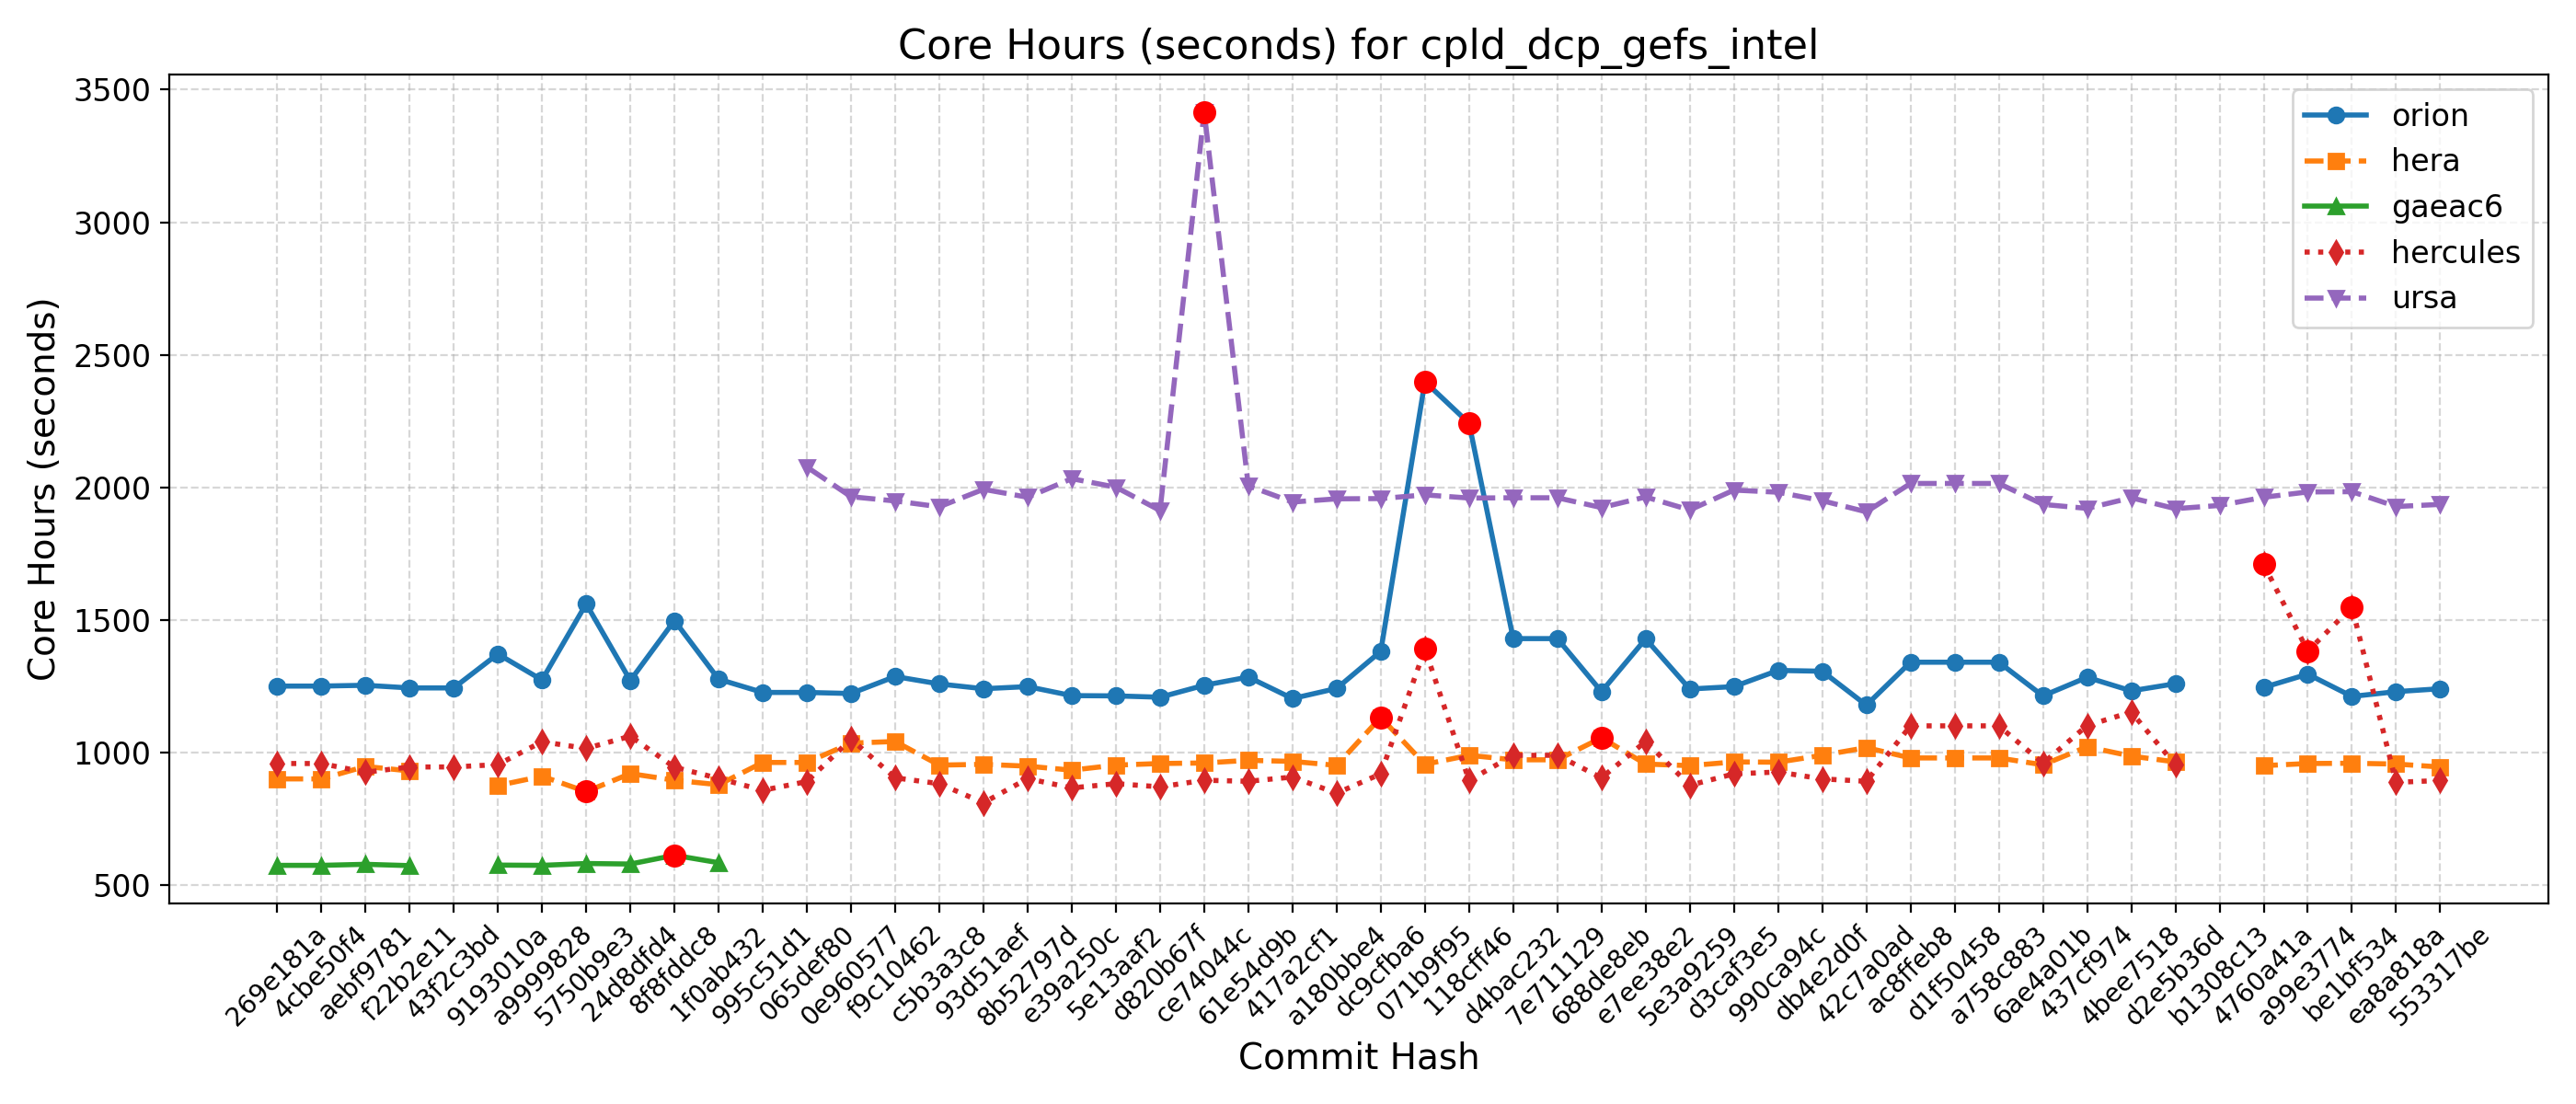 Core Hours (seconds) for cpld_dcp_gefs_intel
Core Hours (seconds)
3500
3000
2500
2000
1500
1000
500
orion
hera
gaeac6
hercules
ursa
269e181a
4cbe50f4
aebf9781
f22b2e11
43f2c3bd
9193010a
a9999828
5750b9e3
24d8dfd4
8f8fddc8
1f0ab432
995c51d1
065def80
0e960577
f9c10462
c5b3a3c8
93d51aef
8b52797d
e39a250c
5e13aaf2
d820b67f
ce74044c
61e54d9b
417a2cf1
a180bbe4
dc9cfba6
071b9f95
118cff46
d4bac232
7e711129
688de8eb
e7ee38e2
5e3a9259
d3caf3e5
990ca94c
db4e2d0f
42c7a0ad
ac8ffeb8
d1f50458
a758c883
6ae4a01b
437cf974
4bee7518
d2e5b36d
b1308c13
4760a41a
a99e3774
be1bf534
ea8a818a
553317be
Commit Hash